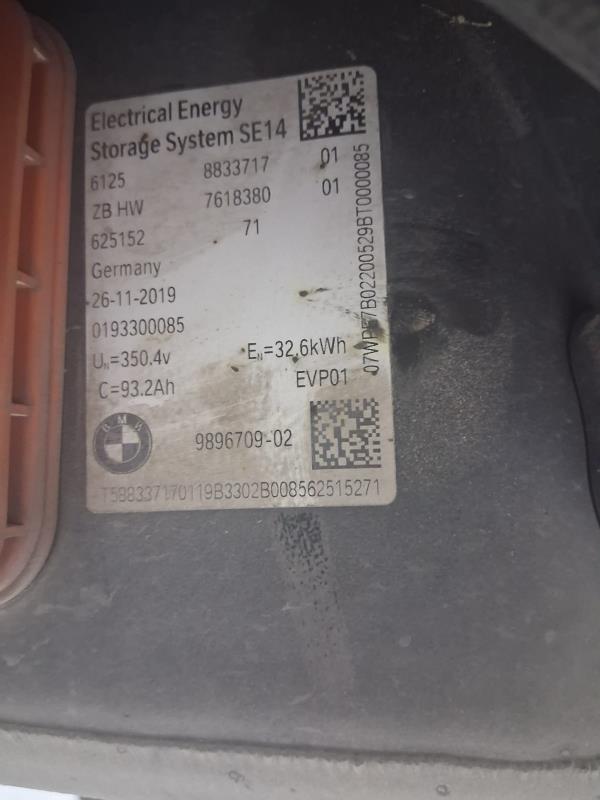 Electrical Energy
Storage System SE14
6125 8833717 01
ZB HW 7618380 01
625152 71
Germany
26-11-2019
0193300085
Uₙ=350.4v Eₙ=32.6kWh
C=93.2Ah EVP01
BMW
9896709-02
T588337170119B3302B008562515271